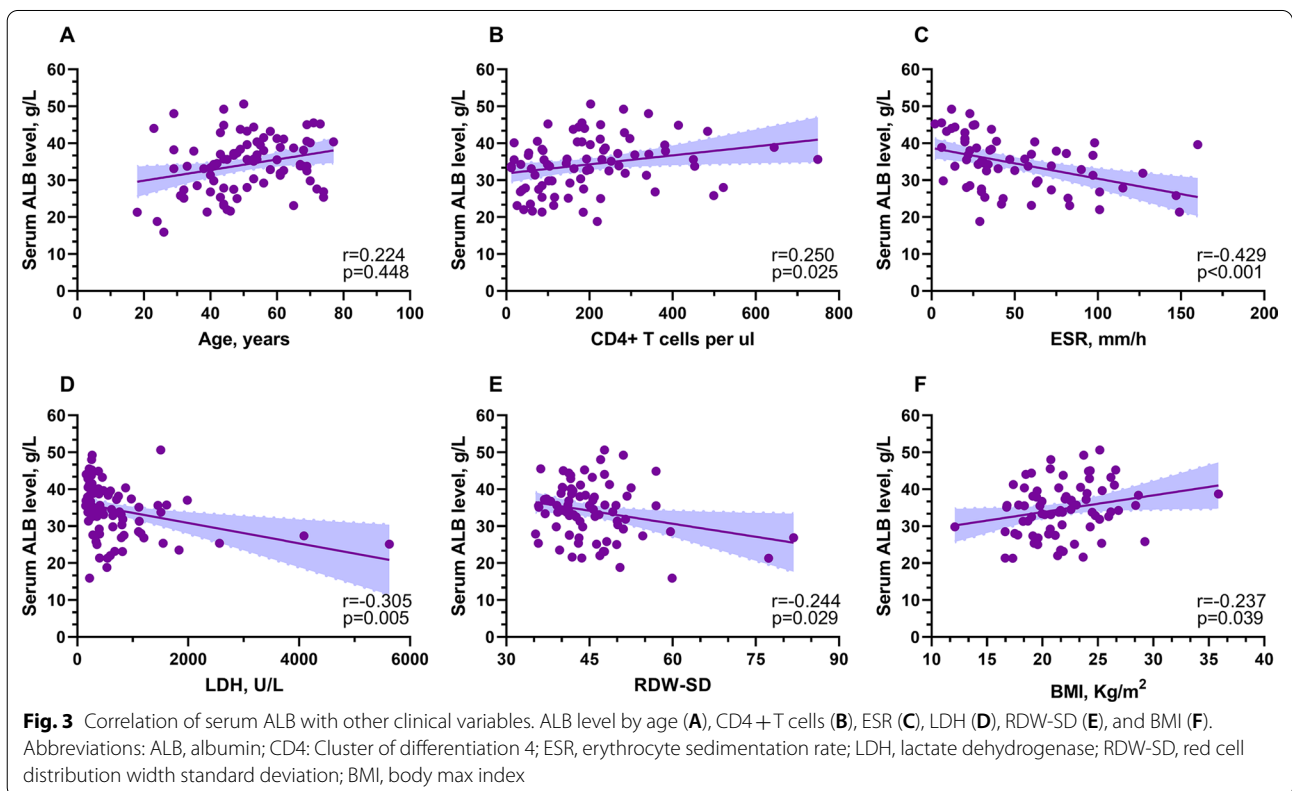 A
B
C
60
50
40
30
20
10
0
Serum ALB level, g/L
r=0.224
p=0.448
20 40 60 80 100
Age, years
60
50
40
30
20
10
0
Serum ALB level, g/L
r=0.250
p=0.025
0 200 400 600 800
CD4+ T cells per ul
60
50
40
30
20
10
0
Serum ALB level, g/L
r=-0.429
p<0.001
0 50 100 150 200
ESR, mm/h
D
E
F
60
50
40
30
20
10
0
Serum ALB level, g/L
r=-0.305
p=0.005
0 2000 4000 6000
LDH, U/L
60
50
40
30
20
10
0
Serum ALB level, g/L
r=-0.244
p=0.029
30 45 60 75 90
RDW-SD
60
50
40
30
20
10
0
Serum ALB level, g/L
r=-0.237
p=0.039
10 15 20 25 30 35 40
BMI, Kg/m²
Fig. 3 Correlation of serum ALB with other clinical variables. ALB level by age (A), CD4+T cells (B), ESR (C), LDH (D), RDW-SD (E), and BMI (F).
Abbreviations: ALB, albumin; CD4: Cluster of differentiation 4; ESR, erythrocyte sedimentation rate; LDH, lactate dehydrogenase; RDW-SD, red cell
distribution width standard deviation; BMI, body max index